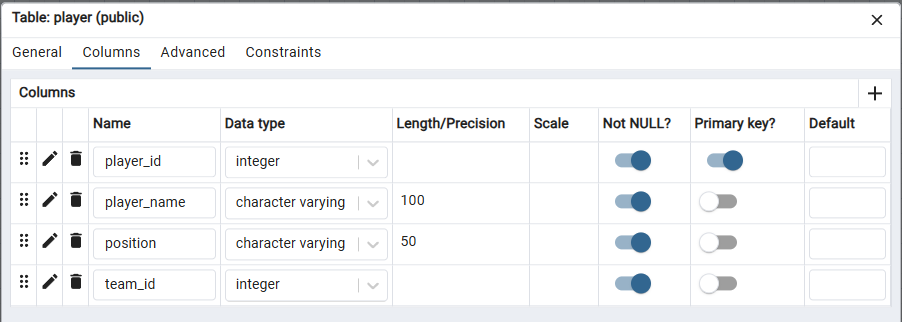 Table: player (public)
General Columns Advanced Constraints
Columns
Name Data type Length/Precision Scale Not NULL? Primary key? Default
player_id integer
player_name character varying 100
position character varying 50
team_id integer